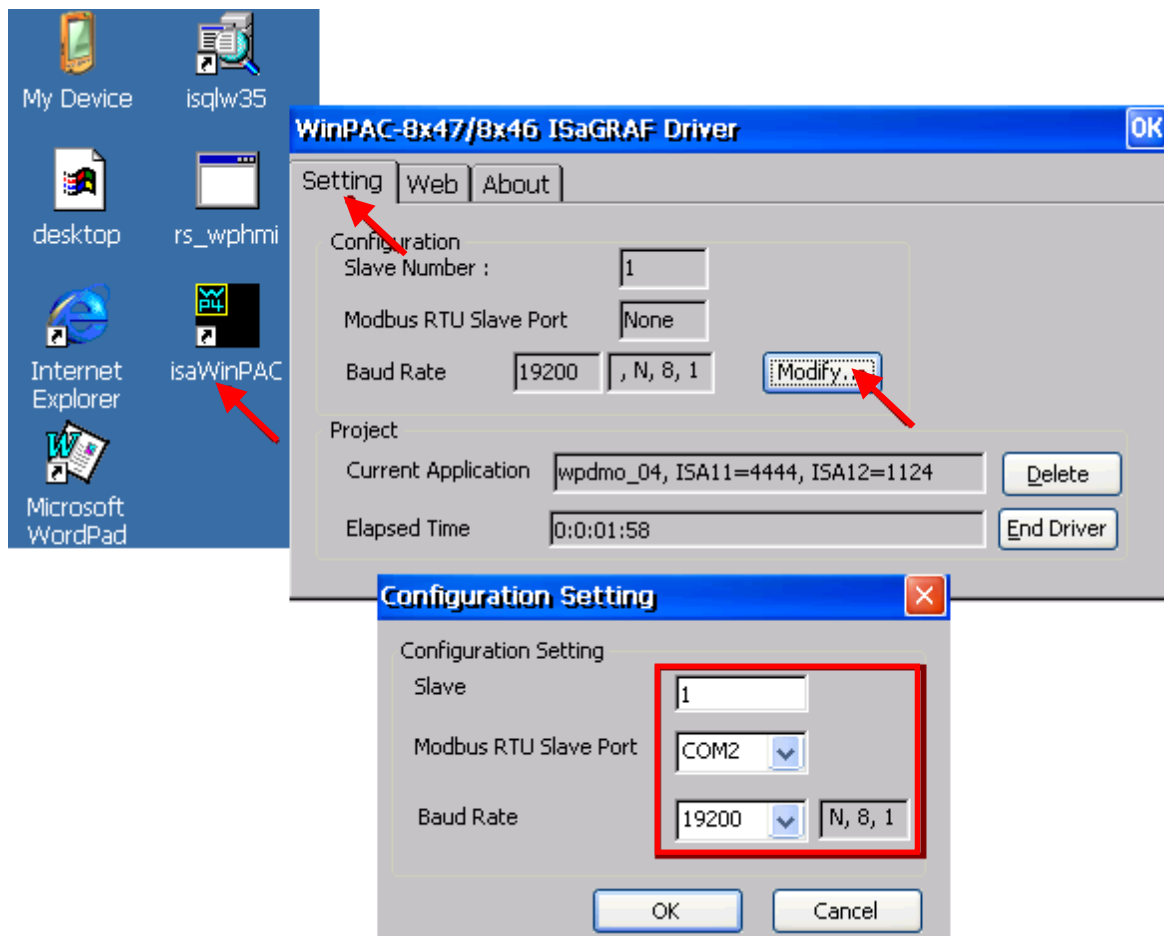 My Device
isqlw35
desktop
rs_wphmi
Internet
Explorer
isaWinPAC
Microsoft
WordPad
WinPAC-8x47/8x46 ISaGRAF Driver
OK
Setting
Web
About
Configuration
Slave Number :
1
Modbus RTU Slave Port
None
Baud Rate
19200
, N, 8, 1
Modify...
Project
Current Application
wpdmo_04, ISA11=4444, ISA12=1124
Delete
Elapsed Time
0:0:01:58
End Driver
Configuration Setting
Configuration Setting
Slave
1
Modbus RTU Slave Port
COM2
Baud Rate
19200
N, 8, 1
OK
Cancel